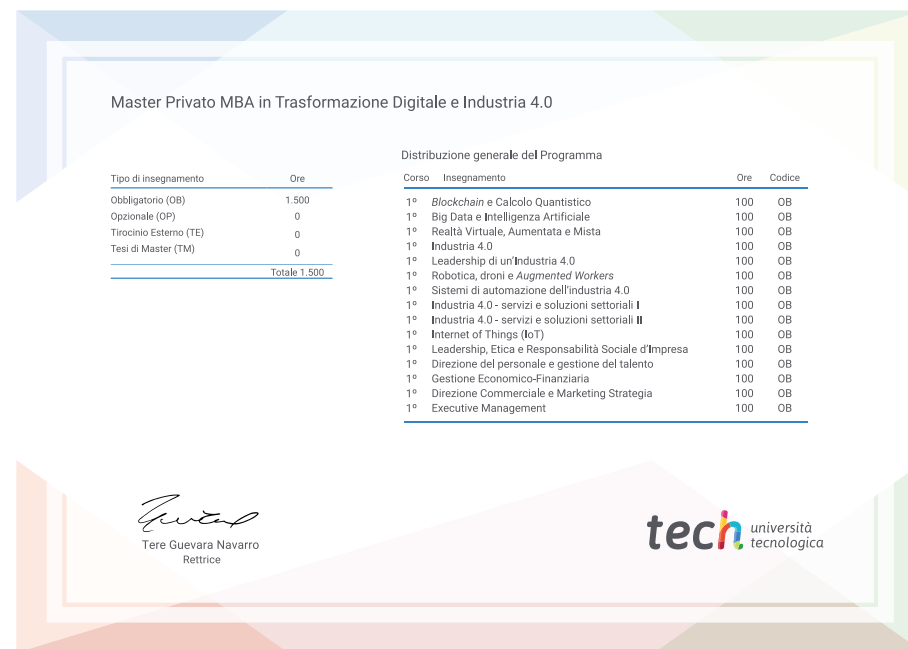 Master Privato MBA in Trasformazione Digitale e Industria 4.0
Tipo di insegnamento Ore
Obbligatorio (OB) 1.500
Opzionale (OP) 0
Tirocinio Esterno (TE) 0
Tesi di Master (TM) 0
Totale 1.500
Distribuzione generale del Programma
Corso Insegnamento Ore Codice
1º Blockchain e Calcolo Quantistico 100 OB
1º Big Data e Intelligenza Artificiale 100 OB
1º Realtà Virtuale, Aumentata e Mista 100 OB
1º Industria 4.0 100 OB
1º Leadership di un'Industria 4.0 100 OB
1º Robotica, droni e Augmented Workers 100 OB
1º Sistemi di automazione dell'industria 4.0 100 OB
1º Industria 4.0 - servizi e soluzioni settoriali I 100 OB
1º Industria 4.0 - servizi e soluzioni settoriali II 100 OB
1º Internet of Things (IoT) 100 OB
1º Leadership, Etica e Responsabilità Sociale d'Impresa 100 OB
1º Direzione del personale e gestione del talento 100 OB
1º Gestione Economico-Finanziaria 100 OB
1º Direzione Commerciale e Marketing Strategia 100 OB
1º Executive Management 100 OB
Tere Guevara Navarro
Rettrice
tech università
tecnologica